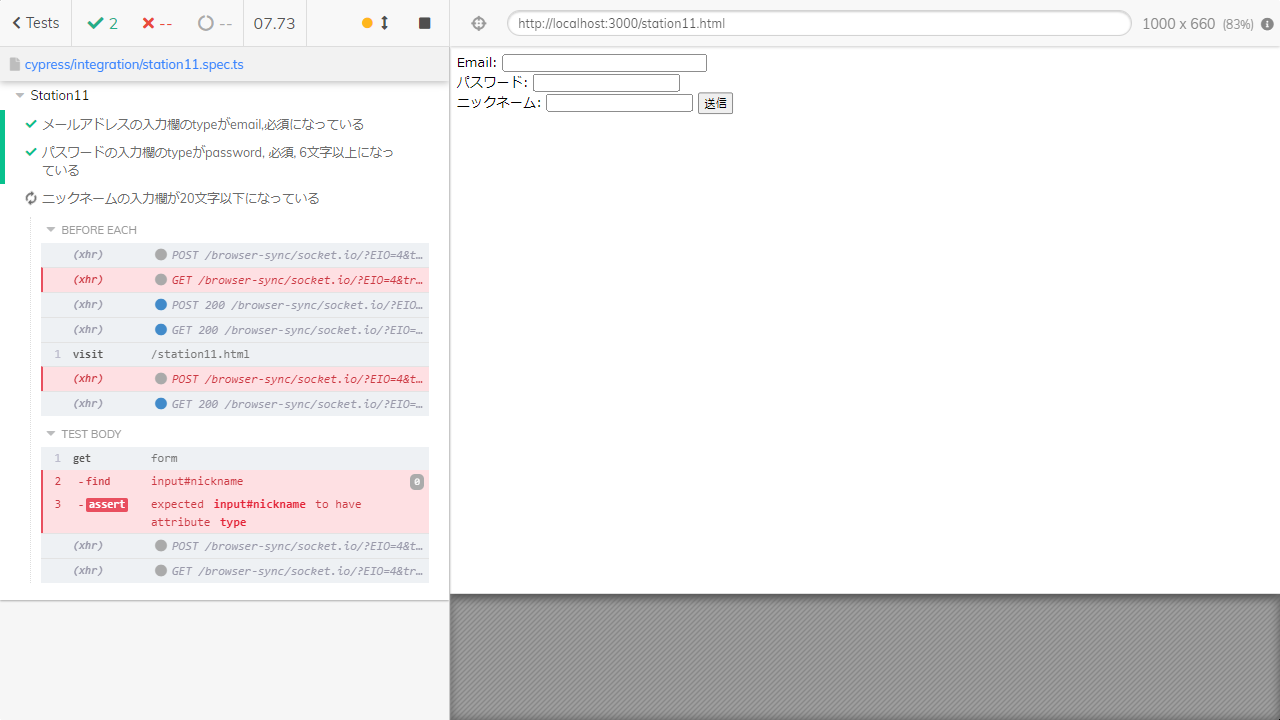 Tests 2 -- -- 07.73
http://localhost:3000/station11.html 1000 x 660 (83%)
cypress/integration/station11.spec.ts
Station11
メールアドレスの入力欄のtypeがemail,必須になっている
パスワードの入力欄のtypeがpassword, 必須, 6文字以上になっ
ている
ニックネームの入力欄が20文字以下になっている
BEFORE EACH
(xhr) POST /browser-sync/socket.io/?EIO=4&t…
(xhr) GET /browser-sync/socket.io/?EIO=4&tr…
(xhr) POST 200 /browser-sync/socket.io/?EIO…
(xhr) GET 200 /browser-sync/socket.io/?EIO=…
1 visit /station11.html
(xhr) POST /browser-sync/socket.io/?EIO=4&t…
(xhr) GET 200 /browser-sync/socket.io/?EIO=…
TEST BODY
1 get form
2 -find input#nickname 0
3 -assert expected input#nickname to have
attribute type
(xhr) POST /browser-sync/socket.io/?EIO=4&t…
(xhr) GET /browser-sync/socket.io/?EIO=4&tr…
Email:
パスワード:
ニックネーム: 送信